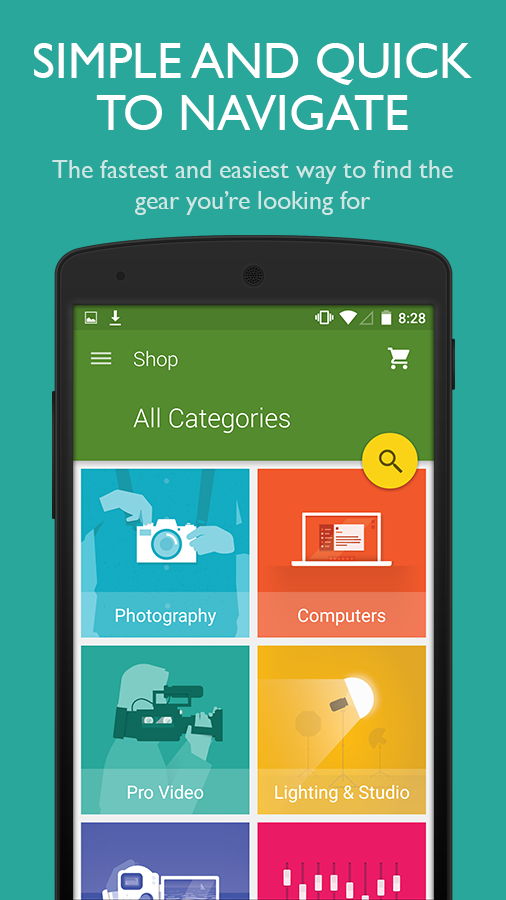 SIMPLE AND QUICK
TO NAVIGATE
The fastest and easiest way to find the
gear you're looking for
8:28
Shop
All Categories
Photography
Computers
Pro Video
Lighting & Studio